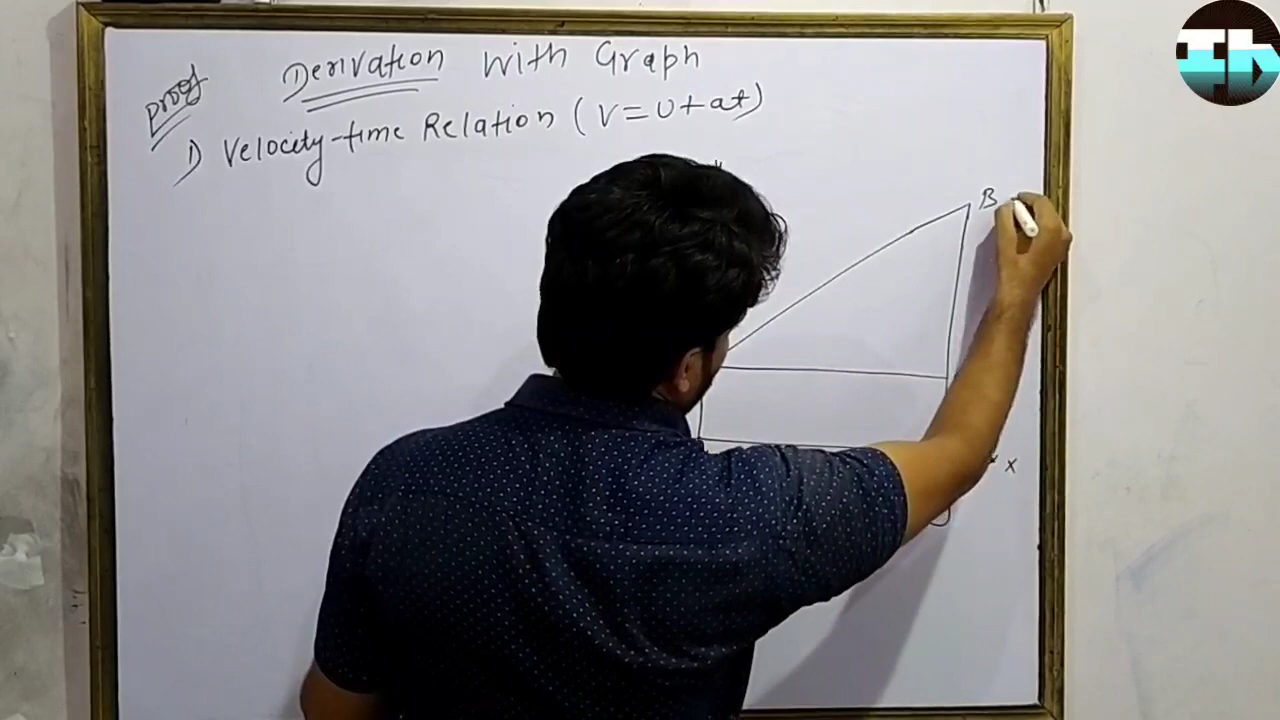 Proof
Derivation with Graph
1) Velocity-time Relation (V=U+at)
B
x